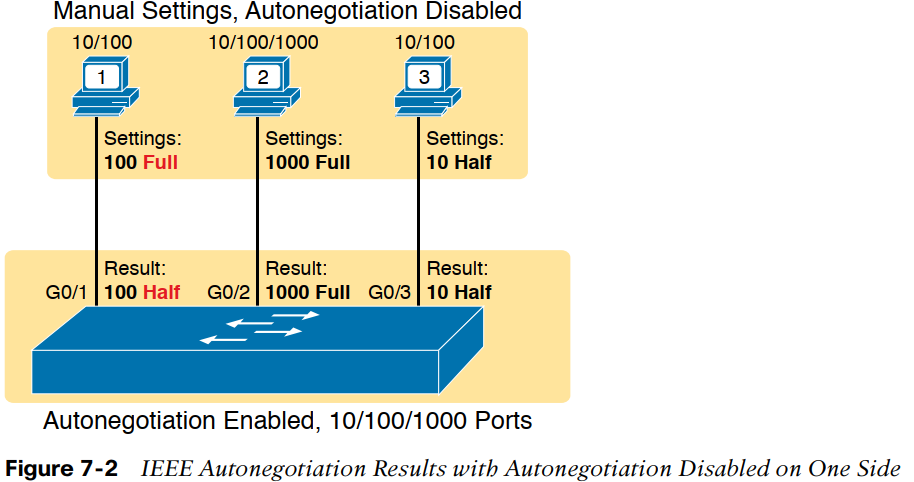 Manual Settings, Autonegotiation Disabled
10/100 10/100/1000 10/100
1 2 3
Settings: Settings: Settings:
100 Full 1000 Full 10 Half
Result: Result: Result:
G0/1 100 Half G0/2 1000 Full G0/3 10 Half
Autonegotiation Enabled, 10/100/1000 Ports
Figure 7-2 IEEE Autonegotiation Results with Autonegotiation Disabled on One Side